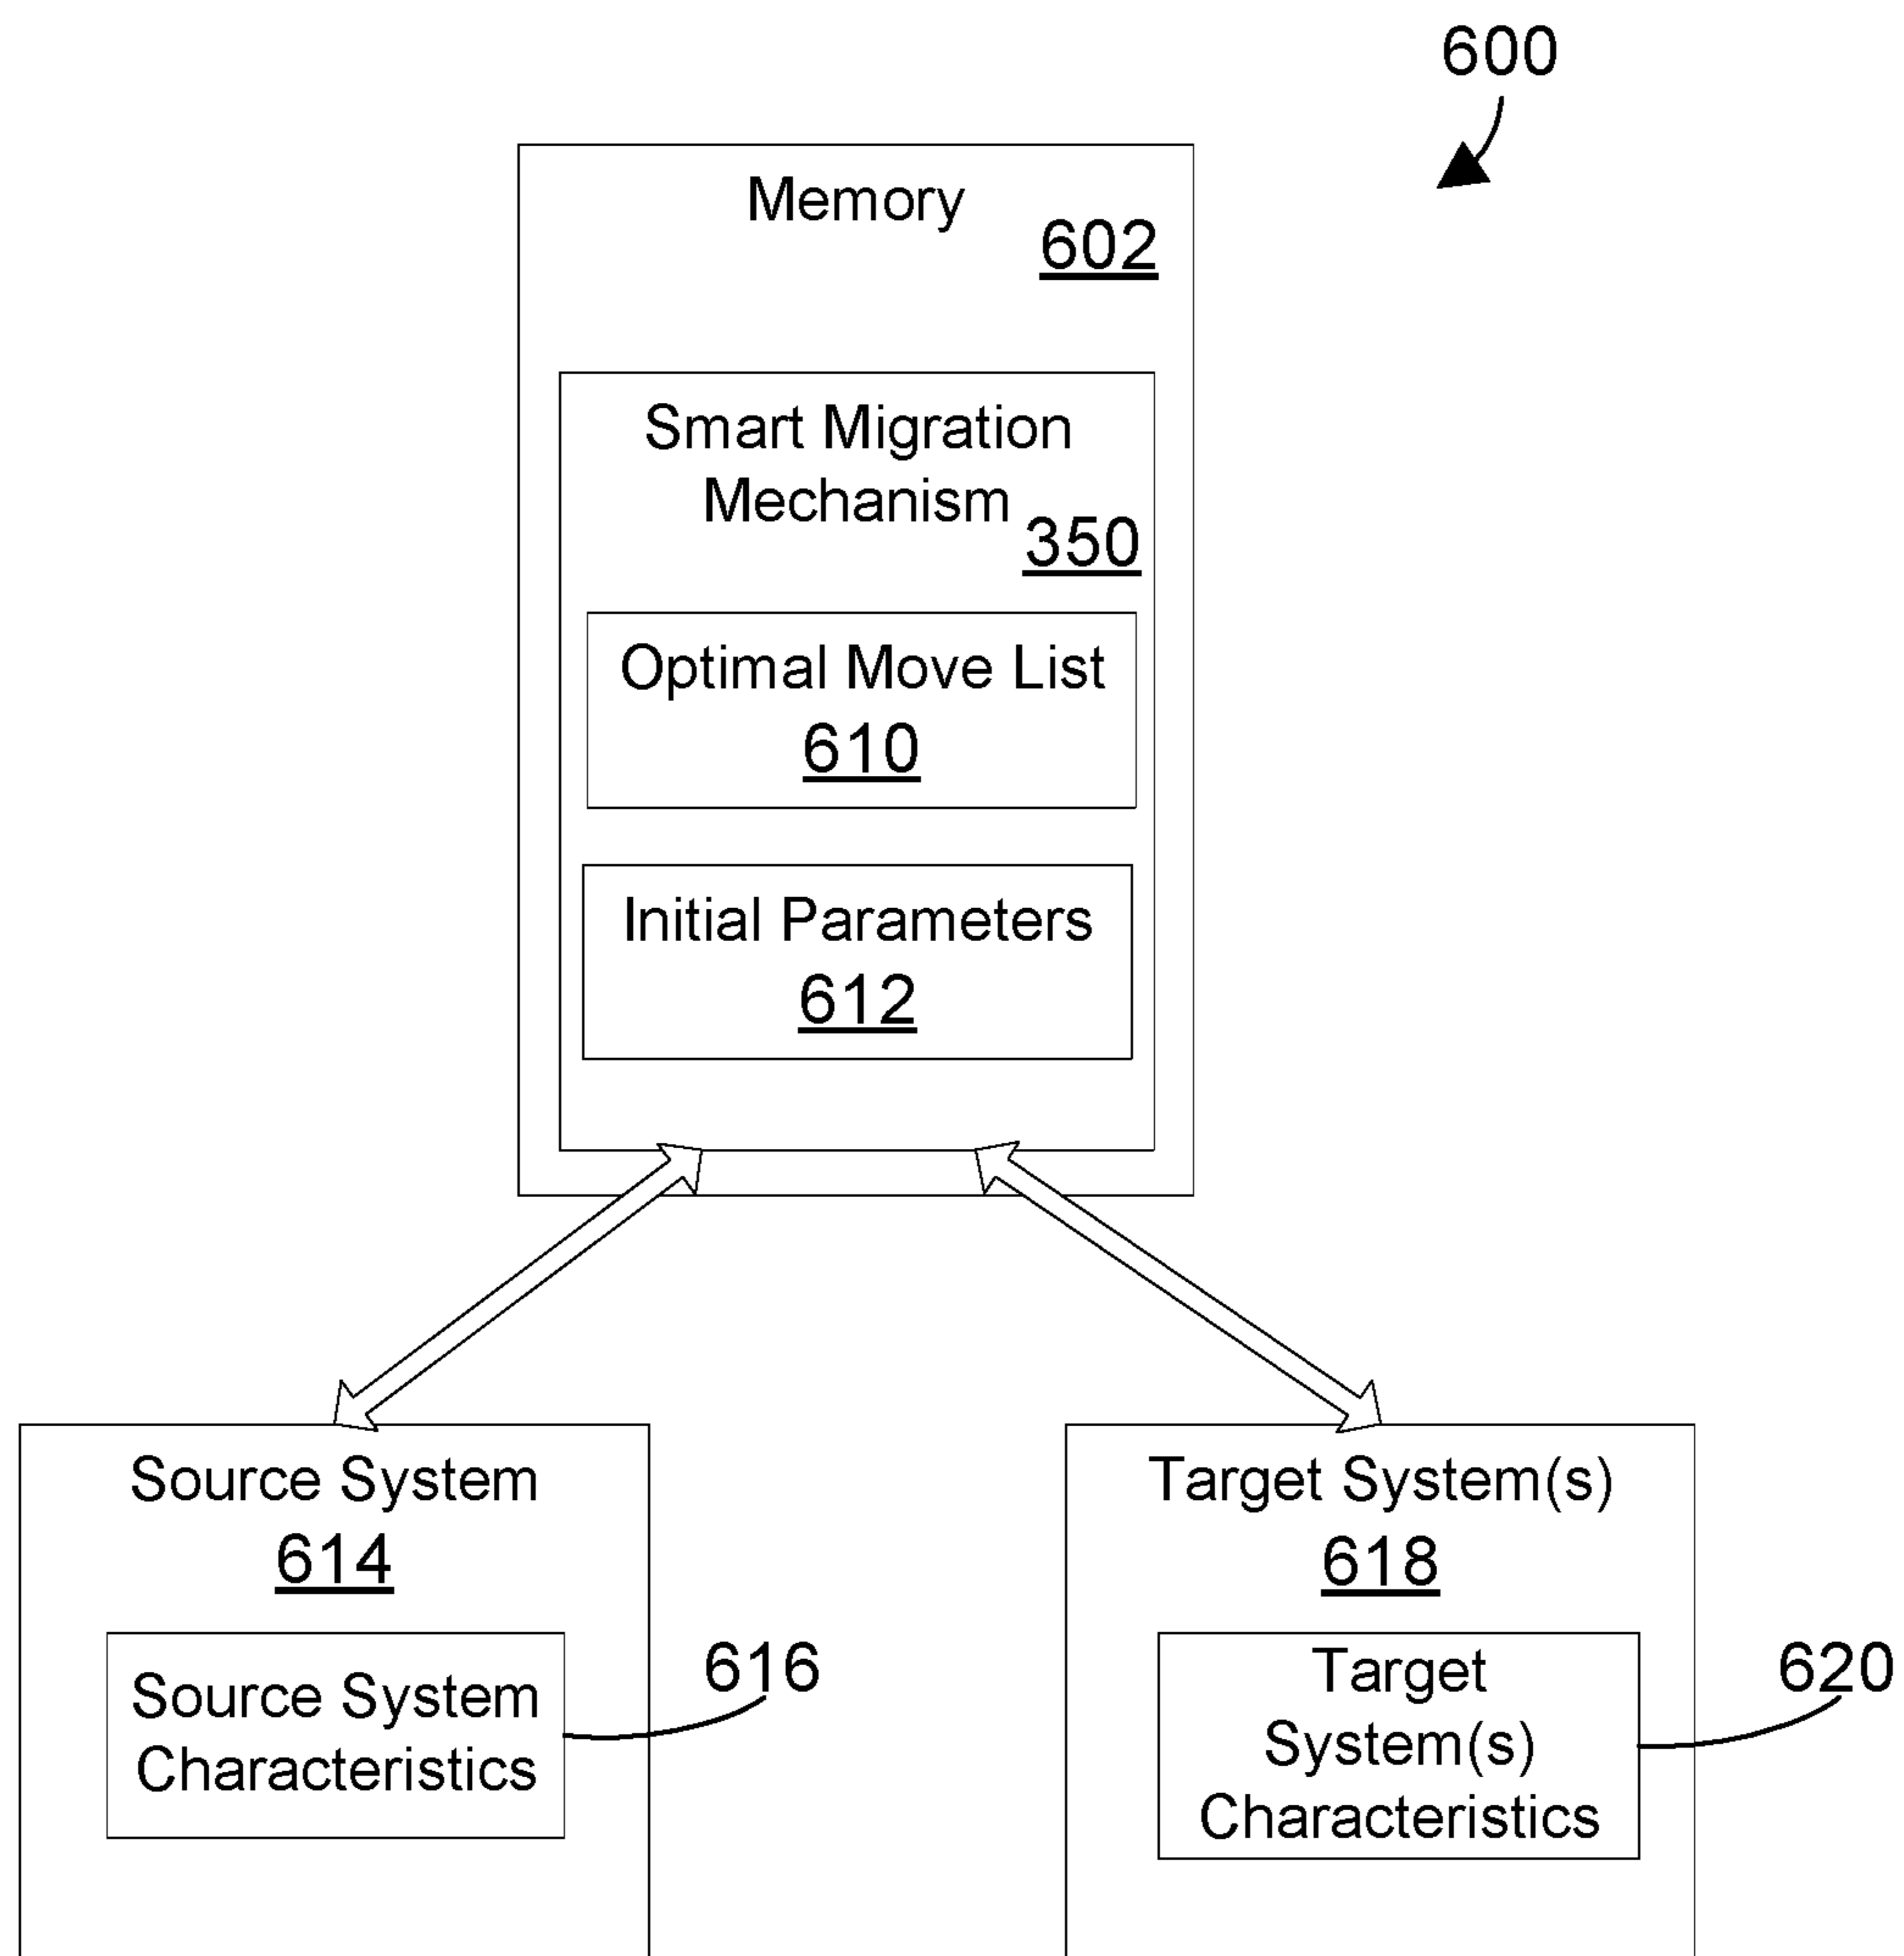 600
Memory
602
Smart Migration
Mechanism
350
Optimal Move List
610
Initial Parameters
612
Source System
614
Source System
Characteristics
616
Target System(s)
618
Target
System(s)
Characteristics
620